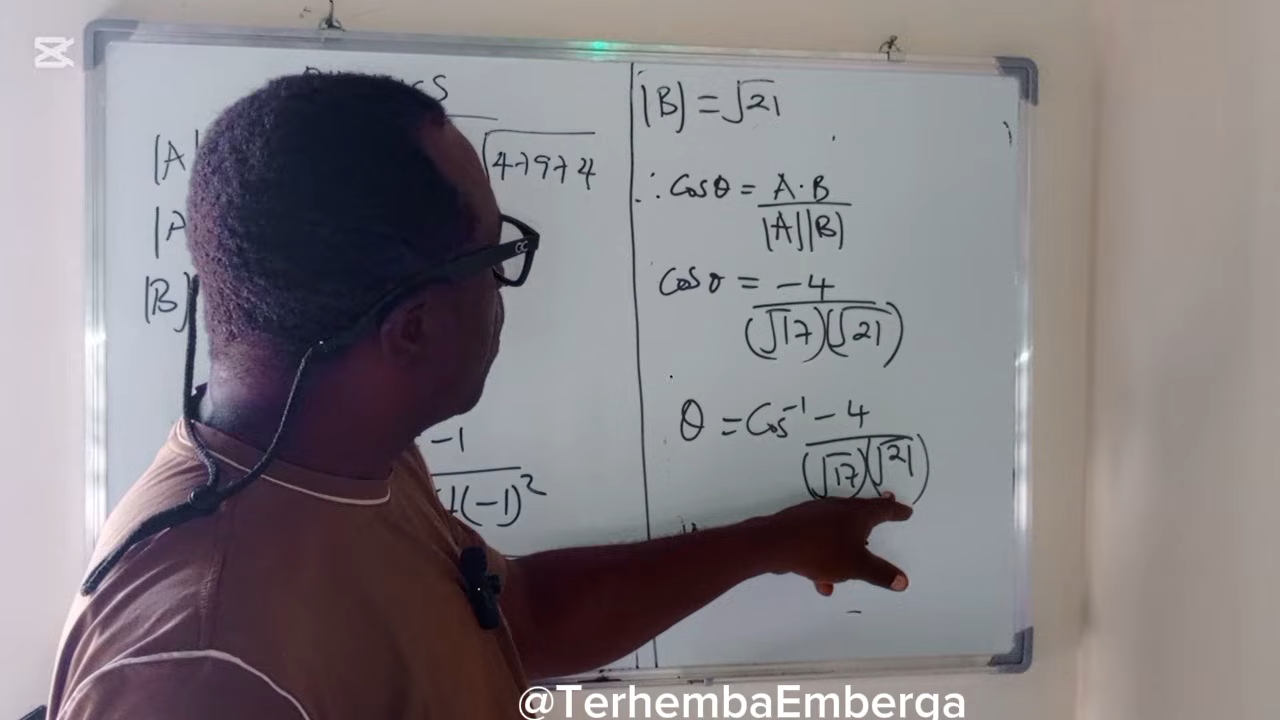 |A|
√4+9+4
|A
|B|
-1
(-1)²
|B| = √21
∴ Cosθ = A·B
|A||B|
Cosθ = -4
(√17)(√21)
θ = Cos⁻¹ -4
(√17)(√21)
@TerhembaEmberga